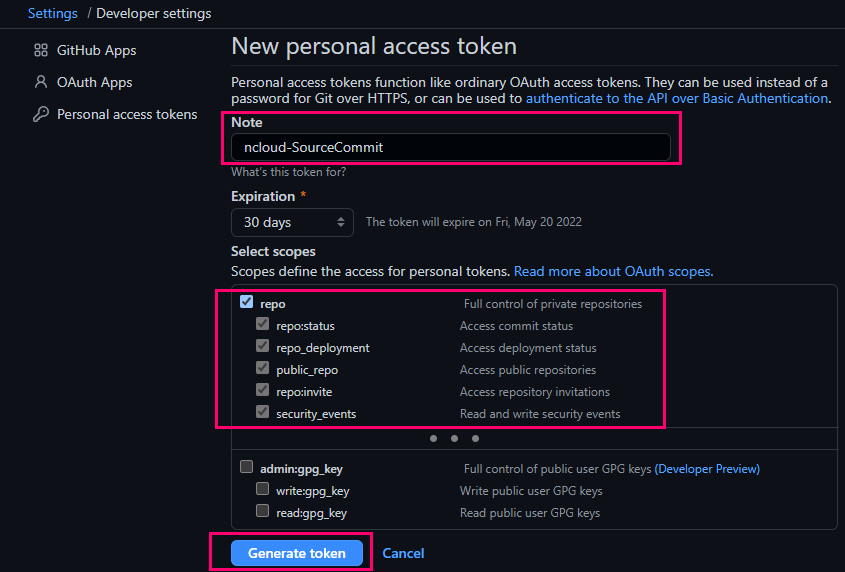 Settings / Developer settings
GitHub Apps
OAuth Apps
Personal access tokens
New personal access token
Personal access tokens function like ordinary OAuth access tokens. They can be used instead of a
password for Git over HTTPS, or can be used to authenticate to the API over Basic Authentication.
Note
ncloud-SourceCommit
What's this token for?
Expiration *
30 days The token will expire on Fri, May 20 2022
Select scopes
Scopes define the access for personal tokens. Read more about OAuth scopes.
repo Full control of private repositories
repo:status Access commit status
repo_deployment Access deployment status
public_repo Access public repositories
repo:invite Access repository invitations
security_events Read and write security events
admin:gpg_key Full control of public user GPG keys (Developer Preview)
write:gpg_key Write public user GPG keys
read:gpg_key Read public user GPG keys
Generate token Cancel